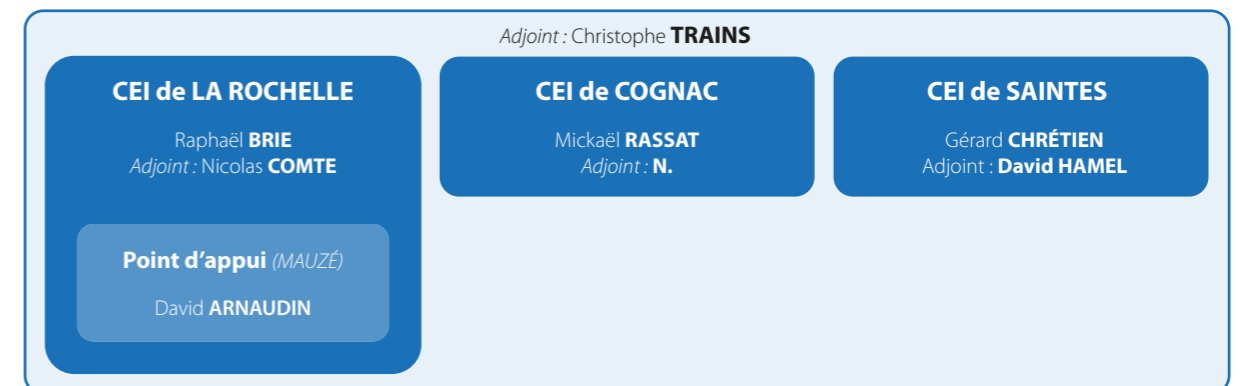 Adjoint : Christophe TRAINS
CEI de LA ROCHELLE
Raphaël BRIE
Adjoint : Nicolas COMTE
Point d’appui (MAUZÉ)
David ARNAUDIN
CEI de COGNAC
Mickaël RASSAT
Adjoint : N.
CEI de SAINTES
Gérard CHRÉTIEN
Adjoint : David HAMEL